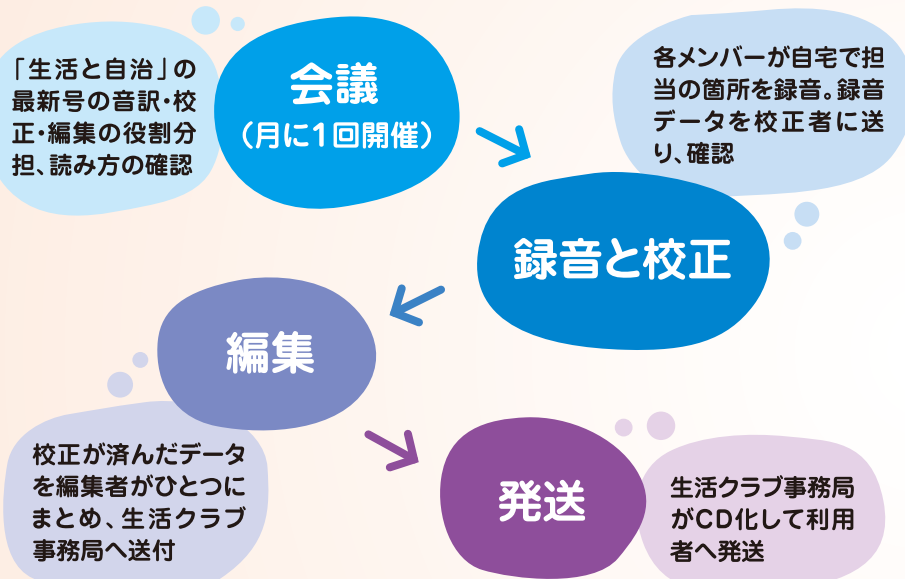 会議
（月に1回開催）
「生活と自治」の
最新号の音訳・校
正・編集の役割分
担、読み方の確認
録音と校正
各メンバーが自宅で担
当の箇所を録音。録音
データを校正者に送
り、確認
編集
校正が済んだデータ
を編集者がひとつに
まとめ、生活クラブ
事務局へ送付
発送
生活クラブ事務局
がCD化して利用
者へ発送